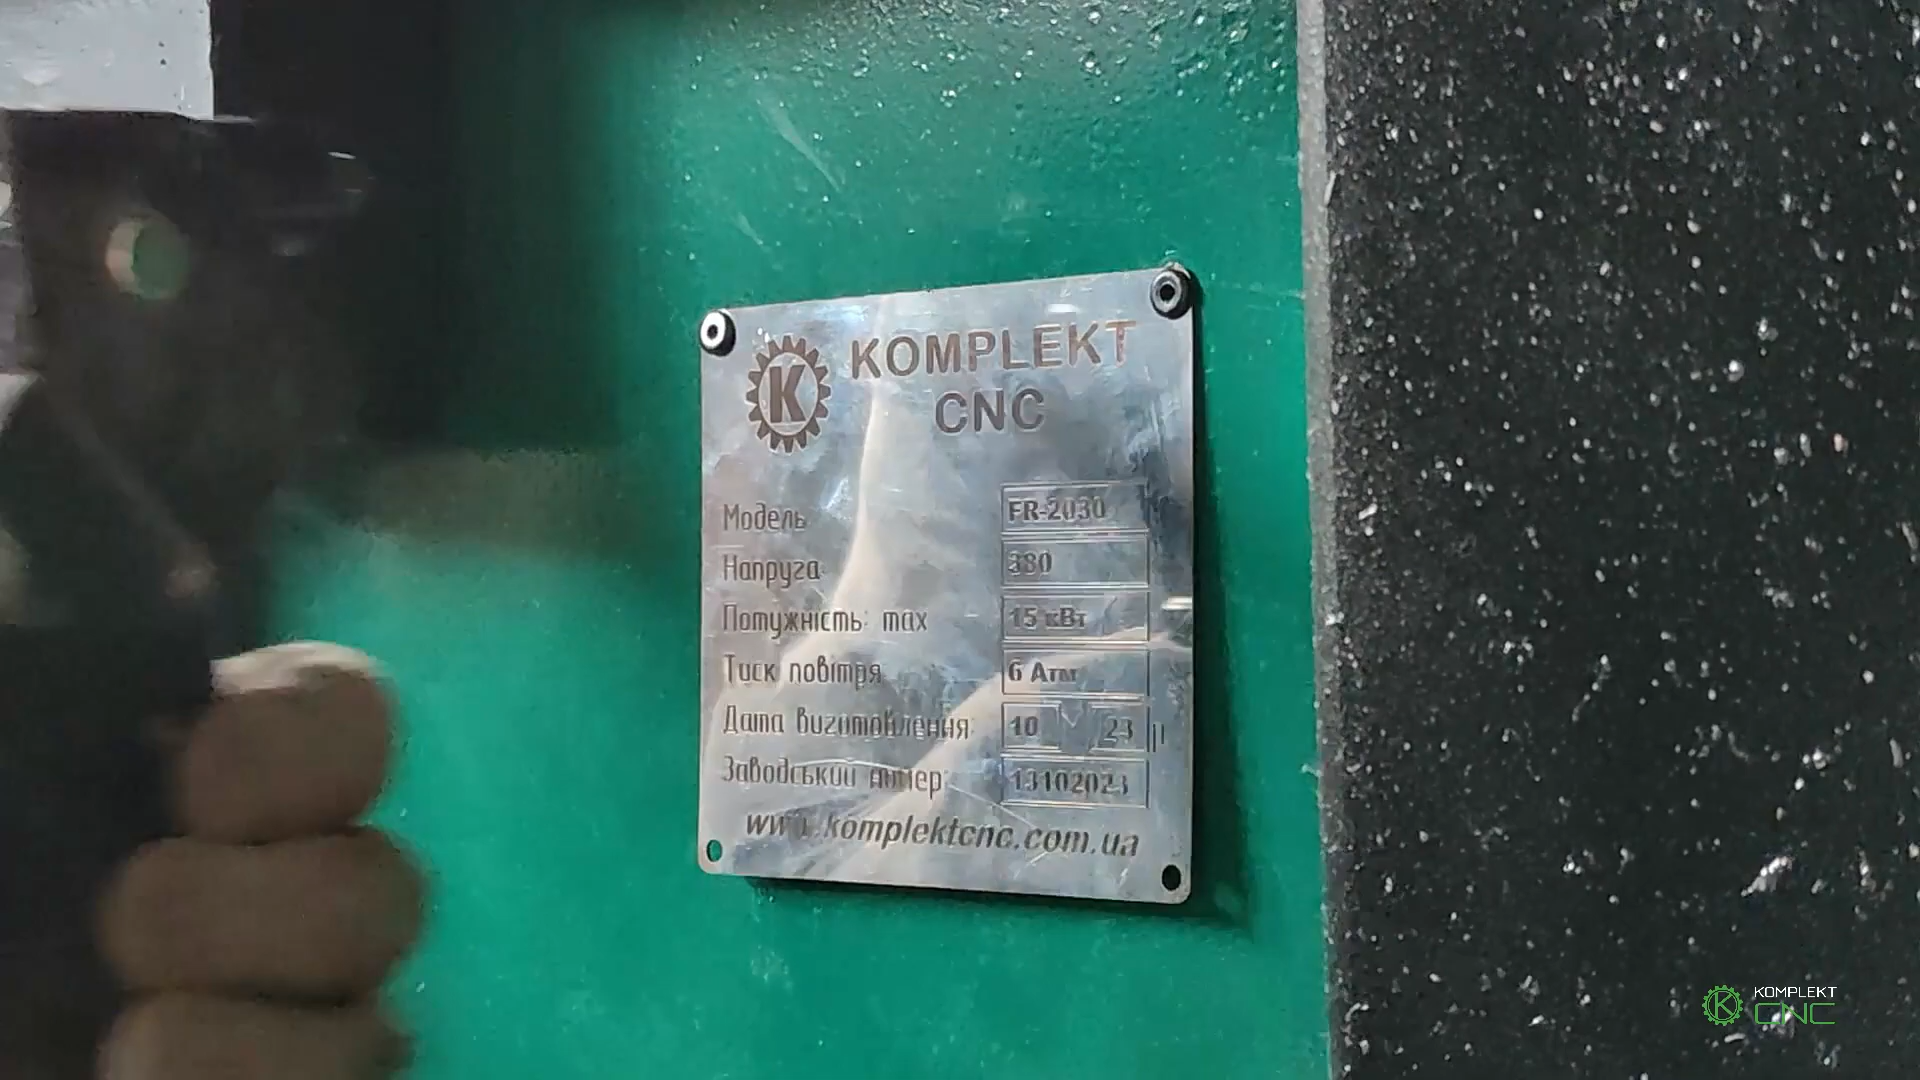 K KOMPLEKT
CNC
Модель FR-2030
Напруга 380
Потужність: max 15 кВт
Тиск повітря 6 Атм
Дата виготовлення: 10 23
Заводський номер: 13102023
www.komplektcnc.com.ua
K KOMPLEKT
CNC